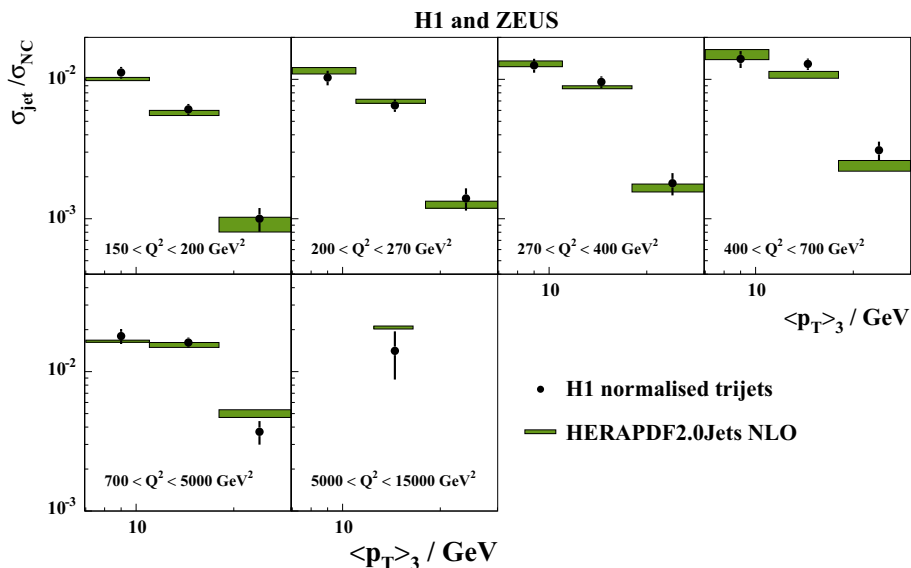 H1 and ZEUS
σjet /σNC
10⁻²
10⁻³
150 < Q² < 200 GeV²
200 < Q² < 270 GeV²
270 < Q² < 400 GeV²
400 < Q² < 700 GeV²
10
10
<pT>3 / GeV
10⁻²
10⁻³
700 < Q² < 5000 GeV²
5000 < Q² < 15000 GeV²
H1 normalised trijets
HERAPDF2.0Jets NLO
10
10
<pT>3 / GeV